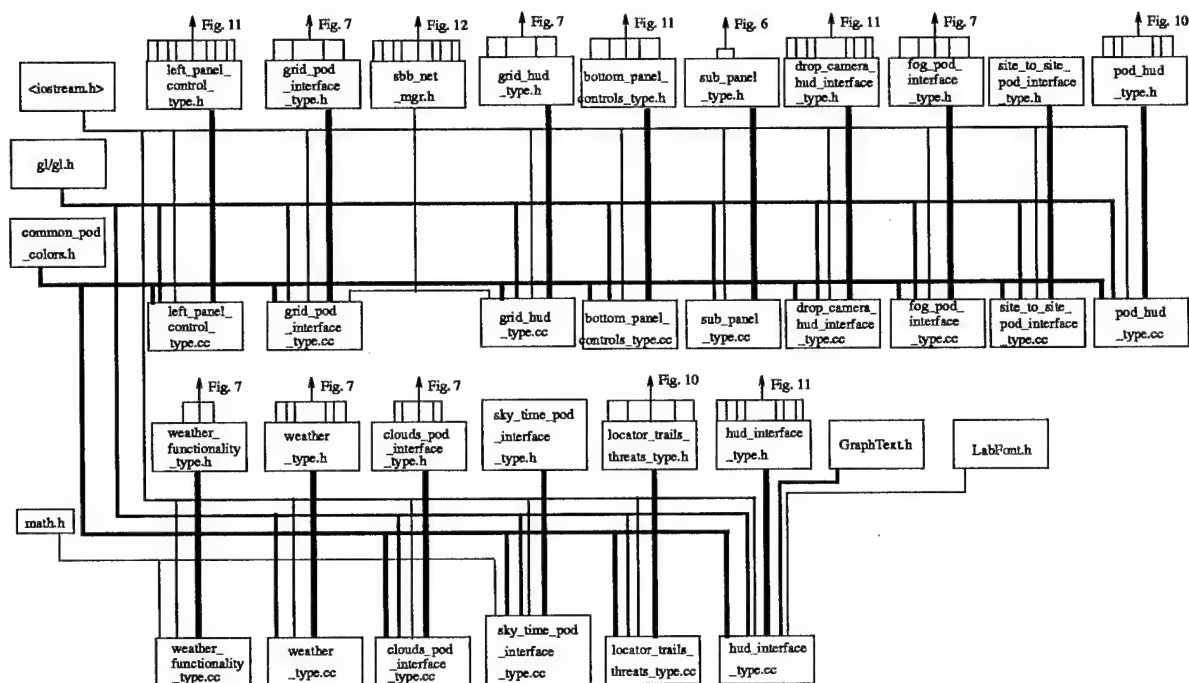 Fig. 11
Fig. 7
Fig. 12
Fig. 7
Fig. 11
Fig. 6
Fig. 11
Fig. 7
Fig. 10
<iostream.h>
left_panel_
control_
type.h
grid_pod
_interface
_type.h
sbb_net
_mgr.h
grid_hud
_type.h
bottom_panel_
controls_type.h
sub_panel
_type.h
drop_camera_
hud_interface
_type.h
fog_pod_
interface
_type.h
site_to_site_
pod_interface
_type.h
pod_hud
_type.h
gl/gl.h
common_pod
_colors.h
left_panel_
control_
type.cc
grid_pod
_interface
_type.cc
grid_hud
_type.cc
bottom_panel_
controls_type.cc
sub_panel
_type.cc
drop_camera_
hud_interface
_type.cc
fog_pod_
interface
_type.cc
site_to_site_
pod_interface
_type.cc
pod_hud
_type.cc
Fig. 7
Fig. 7
Fig. 7
Fig. 10
Fig. 11
weather_
functionality
_type.h
weather
_type.h
clouds_pod
_interface
_type.h
sky_time_pod
_interface
_type.h
locator_trails_
threats_type.h
hud_interface
_type.h
GraphText.h
LabFont.h
math.h
weather_
functionality
_type.cc
weather
_type.cc
clouds_pod
_interface
_type.cc
sky_time_pod
_interface
_type.cc
locator_trails_
threats_type.cc
hud_interface
_type.cc